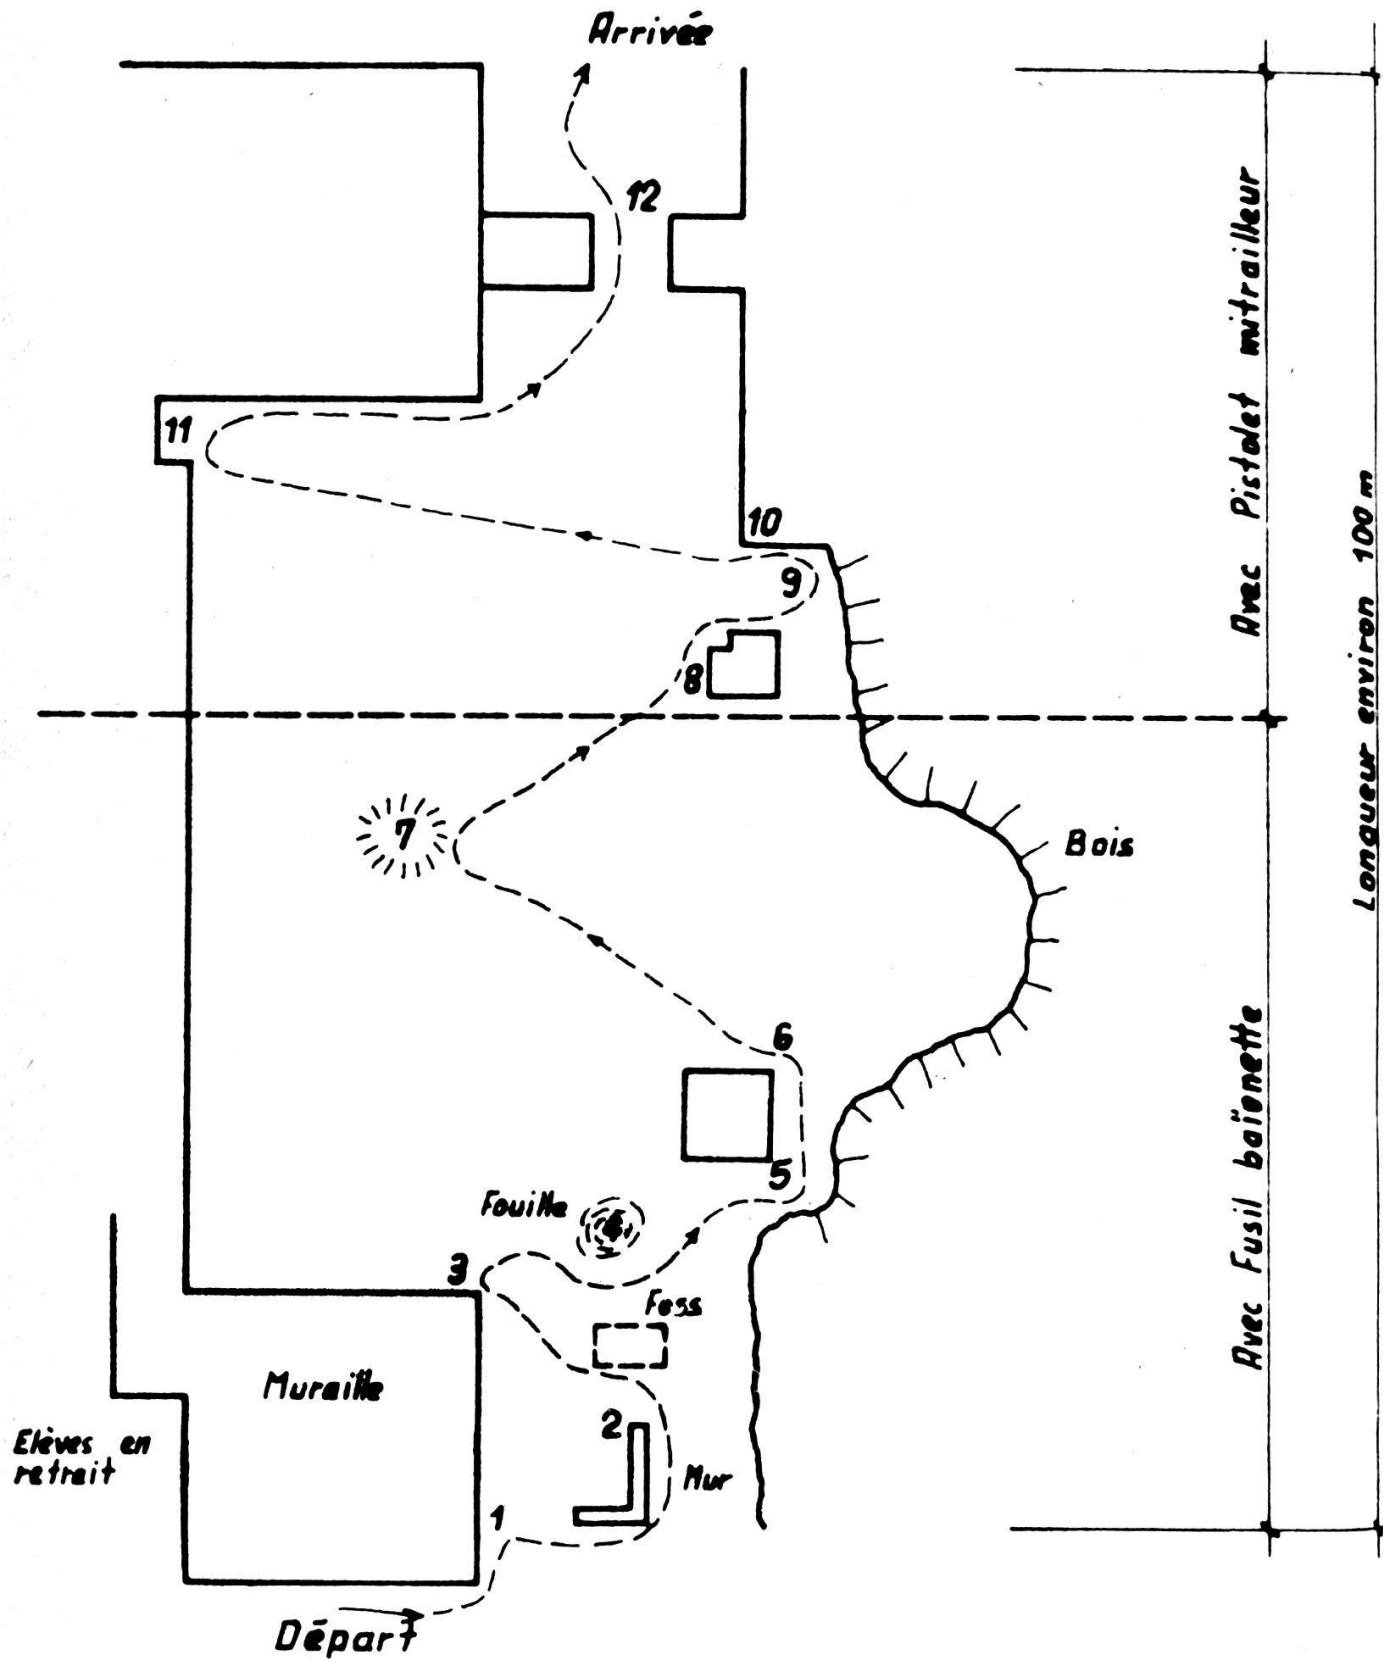 Arrivée
12
11
10
9
8
Avec Pistolet mitrailleur
Longueur environ 100 m
7
Bois
6
5
Fouille
4
3
Foss
Muraille
2
Elèves en
retrait
Mur
1
Avec Fusil baïonette
Départ